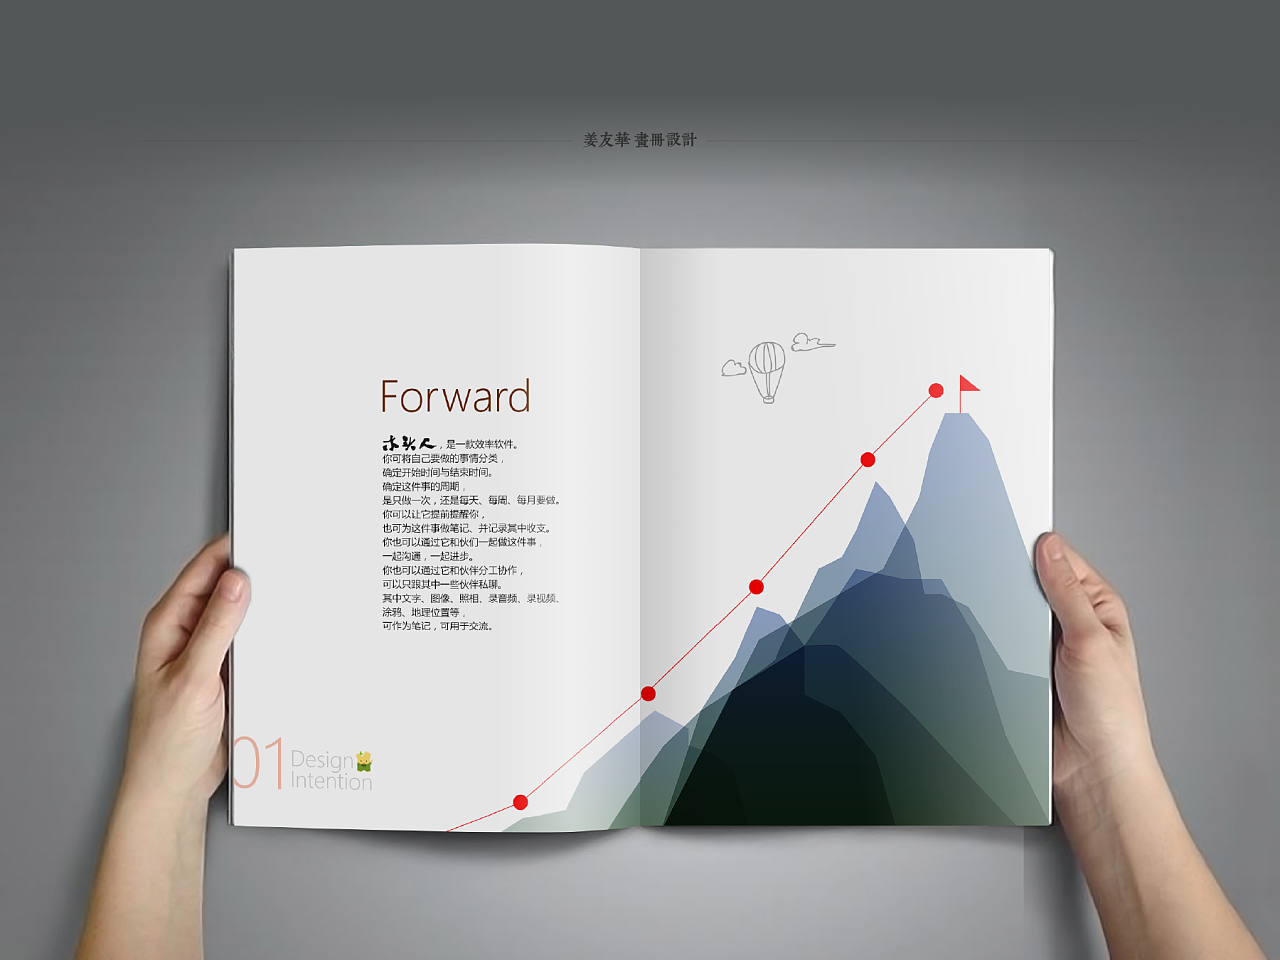 姜友華 畫冊設計
Forward
木头人，是一款效率软件。
你可将自己要做的事情分类，
确定开始时间与结束时间。
确定这件事的周期，
是只做一次，还是每天、每周、每月要做。
你可以让它提前提醒你，
也可为这件事做笔记、并记录其中收支。
你也可以通过它和伙们一起做这件事，
一起沟通，一起进步。
你也可以通过它和伙伴分工协作，
可以只跟其中一些伙伴私聊。
其中文字、图像、照相、录音频、录视频、
涂鸦、地理位置等，
可作为笔记，可用于交流。
01 Design
Intention